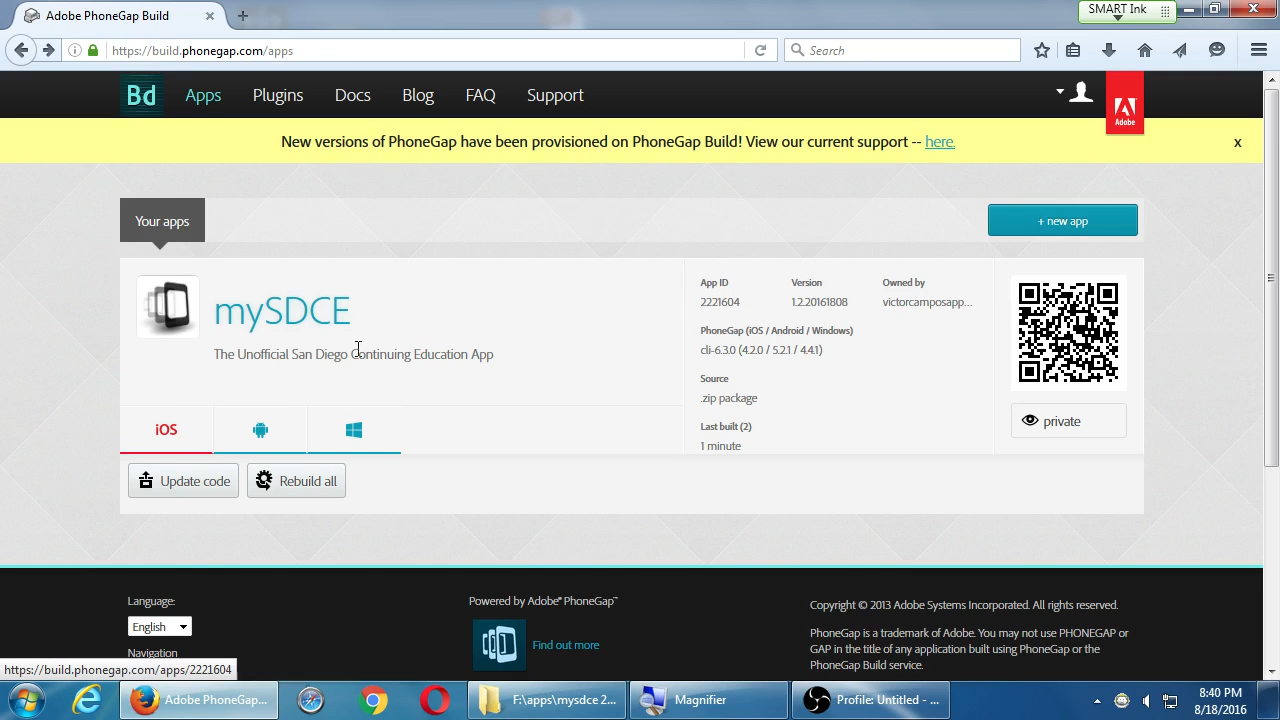 Adobe PhoneGap Build
SMART Ink
https://build.phonegap.com/apps
Search
Bd
Apps
Plugins
Docs
Blog
FAQ
Support
Adobe
New versions of PhoneGap have been provisioned on PhoneGap Build! View our current support -- here.
x
Your apps
+ new app
mySDCE
The Unofficial San Diego Continuing Education App
App ID
Version
Owned by
2221604
1.2.20161808
victorcamposapp...
PhoneGap (iOS / Android / Windows)
cli-6.3.0 (4.2.0 / 5.2.1 / 4.4.1)
Source
.zip package
Last built (2)
1 minute
private
iOS
Update code
Rebuild all
Language:
English
Navigation
Powered by Adobe® PhoneGap™
Find out more
Copyright © 2013 Adobe Systems Incorporated. All rights reserved.
PhoneGap is a trademark of Adobe. You may not use PHONEGAP or
GAP in the title of any application built using PhoneGap or the
PhoneGap Build service.
https://build.phonegap.com/apps/2221604
Adobe PhoneGap...
F:\apps\mysdce 2...
Magnifier
Profile: Untitled - ...
8:40 PM
8/18/2016